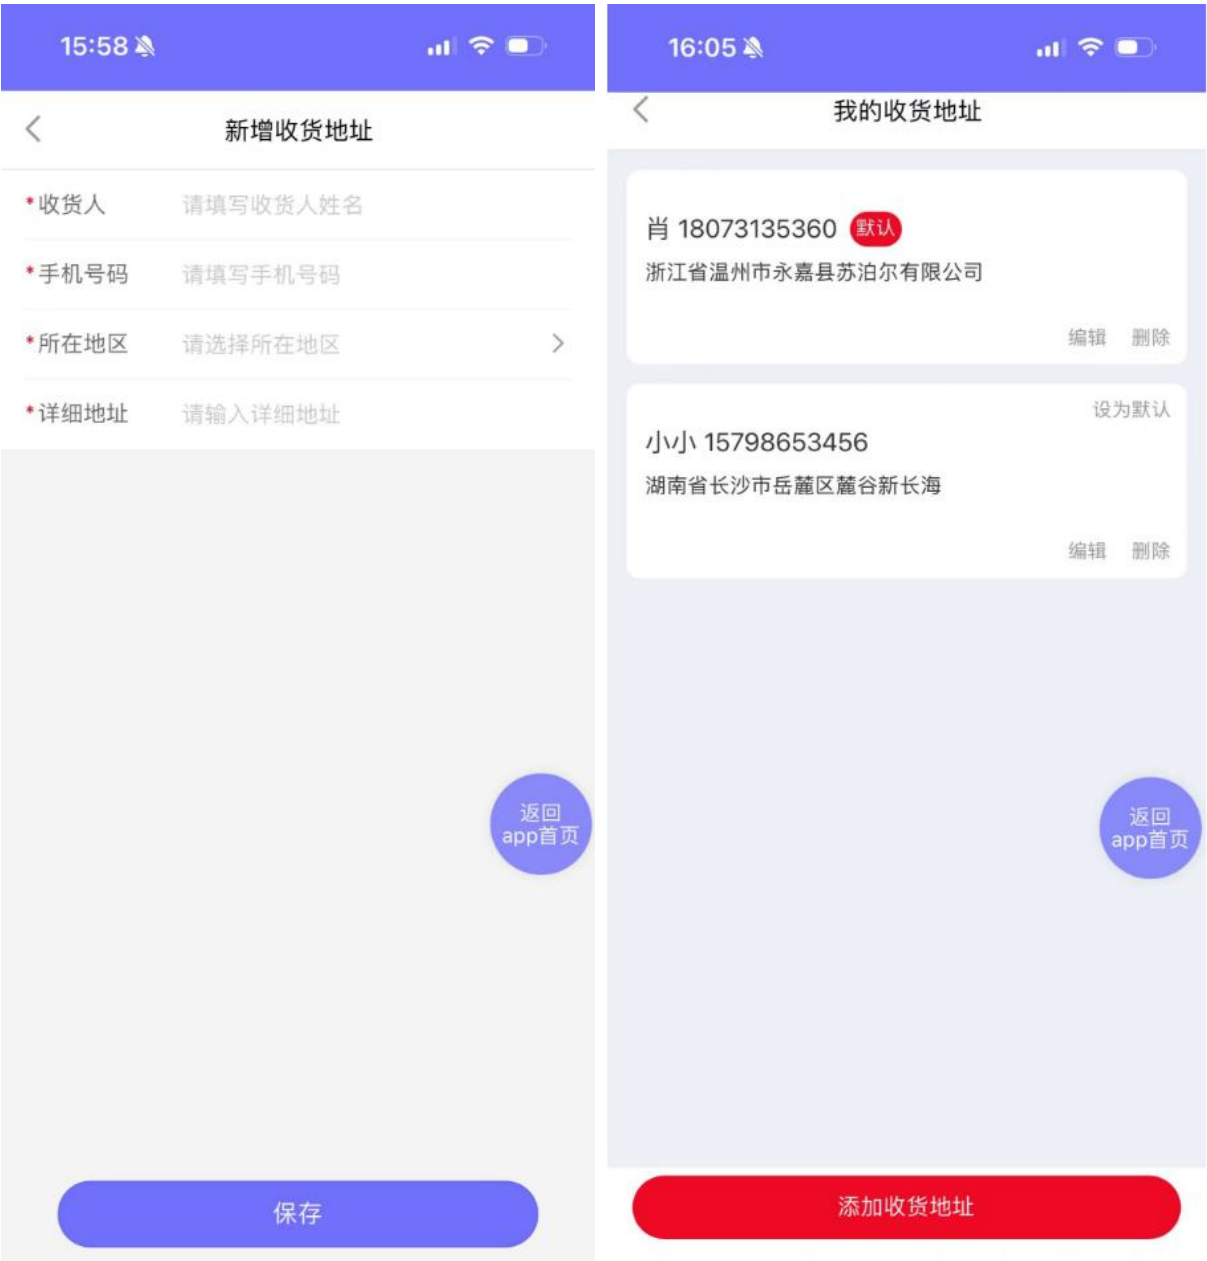 15:58
新增收货地址
*收货人 请填写收货人姓名
*手机号码 请填写手机号码
*所在地区 请选择所在地区
*详细地址 请输入详细地址
返回
app首页
保存
16:05
我的收货地址
肖 18073135360 默认
浙江省温州市永嘉县苏泊尔有限公司
编辑 删除
设为默认
小小 15798653456
湖南省长沙市岳麓区麓谷新长海
编辑 删除
返回
app首页
添加收货地址